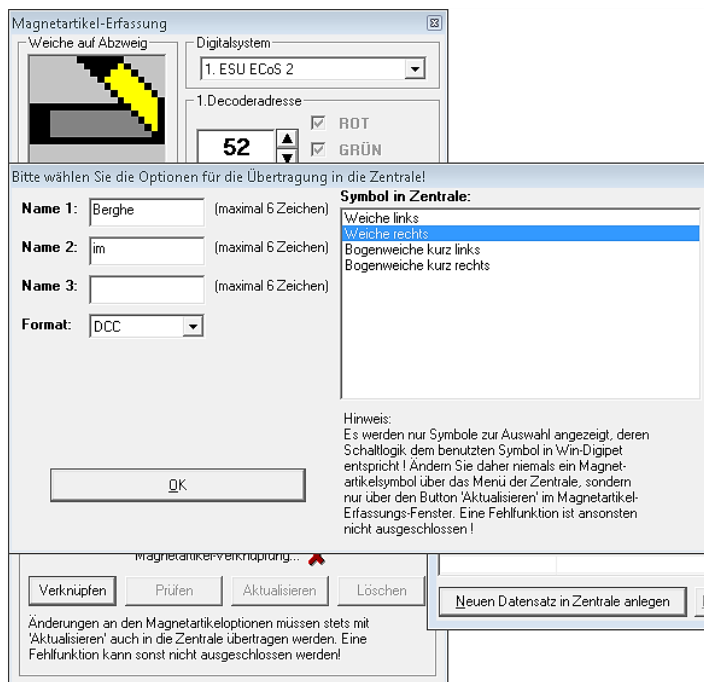 Magnetartikel-Erfassung
Weiche auf Abzweig
Digitalsystem
1. ESU ECoS 2
1.Decoderadresse
52
ROT
GRÜN
Bitte wählen Sie die Optionen für die Übertragung in die Zentrale!
Name 1: Berghe (maximal 6 Zeichen)
Name 2: im (maximal 6 Zeichen)
Name 3: (maximal 6 Zeichen)
Format: DCC
OK
Symbol in Zentrale:
Weiche links
Weiche rechts
Bogenweiche kurz links
Bogenweiche kurz rechts
Hinweis:
Es werden nur Symbole zur Auswahl angezeigt, deren
Schaltlogik dem benutzten Symbol in Win-Digipet
entspricht ! Ändern Sie daher niemals ein Magnet-
artikelsymbol über das Menü der Zentrale, sondern
nur über den Button 'Aktualisieren' im Magnetartikel-
Erfassungs-Fenster. Eine Fehlfunktion ist ansonsten
nicht ausgeschlossen !
Magnetartikel-Verknüpfung...
Verknüpfen Prüfen Aktualisieren Löschen
Neuen Datensatz in Zentrale anlegen
Änderungen an den Magnetartikeloptionen müssen stets mit
'Aktualisieren' auch in die Zentrale übertragen werden. Eine
Fehlfunktion kann sonst nicht ausgeschlossen werden!